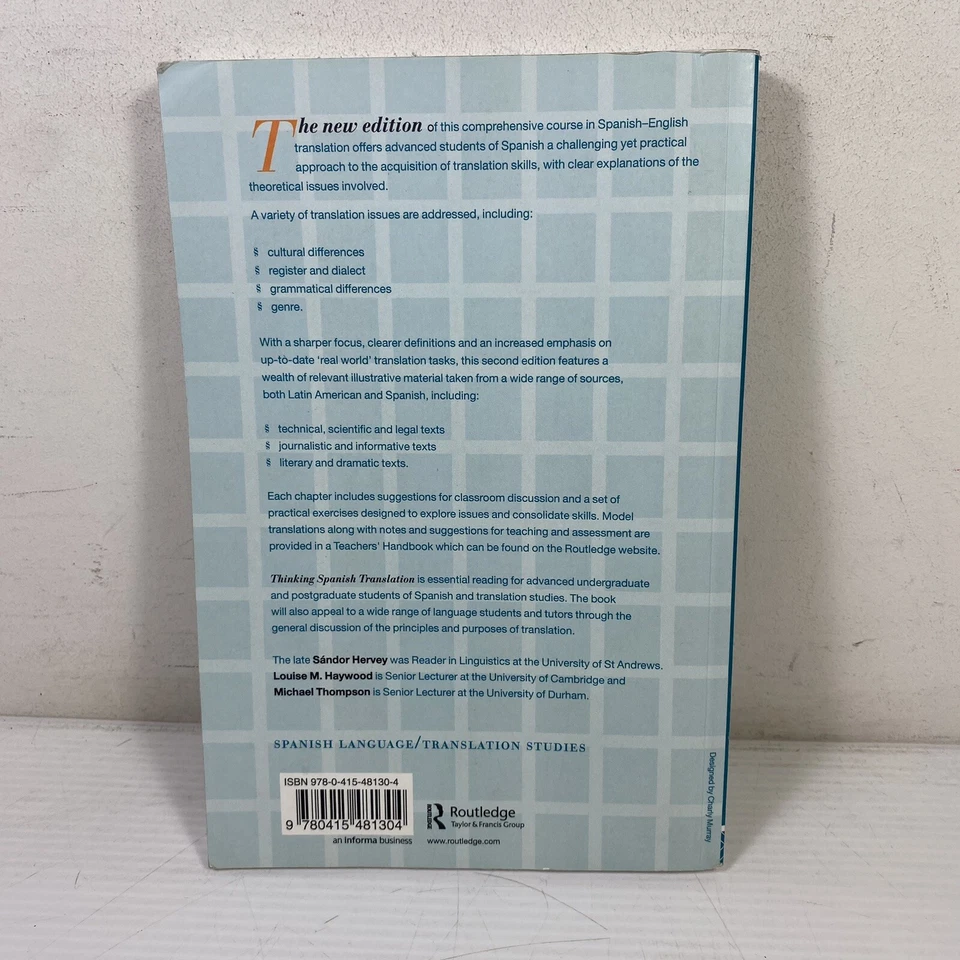 The new edition of this comprehensive course in Spanish–English
translation offers advanced students of Spanish a challenging yet practical
approach to the acquisition of translation skills, with clear explanations of the
theoretical issues involved.
A variety of translation issues are addressed, including:
§ cultural differences
§ register and dialect
§ grammatical differences
§ genre.
With a sharper focus, clearer definitions and an increased emphasis on
up-to-date ‘real world’ translation tasks, this second edition features a
wealth of relevant illustrative material taken from a wide range of sources,
both Latin American and Spanish, including:
§ technical, scientific and legal texts
§ journalistic and informative texts
§ literary and dramatic texts.
Each chapter includes suggestions for classroom discussion and a set of
practical exercises designed to explore issues and consolidate skills. Model
translations along with notes and suggestions for teaching and assessment are
provided in a Teachers' Handbook which can be found on the Routledge website.
Thinking Spanish Translation is essential reading for advanced undergraduate
and postgraduate students of Spanish and translation studies. The book
will also appeal to a wide range of language students and tutors through the
general discussion of the principles and purposes of translation.
The late Sándor Hervey was Reader in Linguistics at the University of St Andrews.
Louise M. Haywood is Senior Lecturer at the University of Cambridge and
Michael Thompson is Senior Lecturer at the University of Durham.
SPANISH LANGUAGE/TRANSLATION STUDIES
ISBN 978-0-415-48130-4
9 780415 481304
an informa business
ROUTLEDGE
Routledge
Taylor & Francis Group
www.routledge.com
Designed by Charly Murray